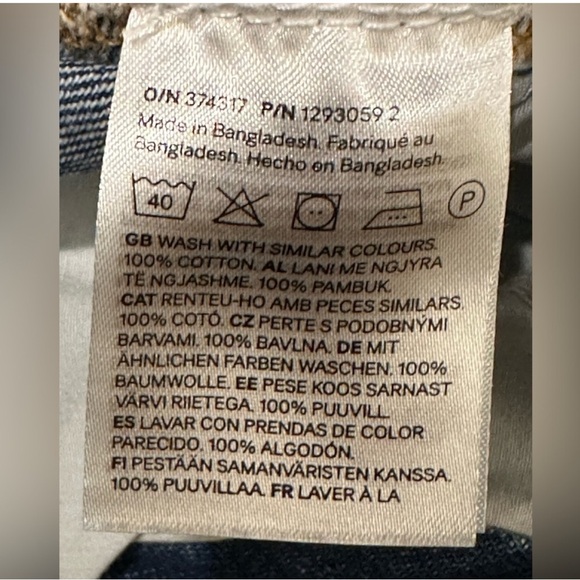 O/N 374317 P/N 1293059 2
Made in Bangladesh. Fabriqué au
Bangladesh. Hecho en Bangladesh.
40 P
GB WASH WITH SIMILAR COLOURS.
100% COTTON. AL LANI ME NGJYRA
TË NGJASHME. 100% PAMBUK.
CAT RENTEU-HO AMB PECES SIMILARS.
100% COTÓ. CZ PERTE S PODOBNÝMI
BARVAMI. 100% BAVLNA. DE MIT
ÄHNLICHEN FARBEN WASCHEN. 100%
BAUMWOLLE. EE PESE KOOS SARNAST
VÄRVI RIIETEGA. 100% PUUVILL.
ES LAVAR CON PRENDAS DE COLOR
PARECIDO. 100% ALGODÓN.
FI PESTÄÄN SAMANVÄRISTEN KANSSA.
100% PUUVILLAA. FR LAVER À LA